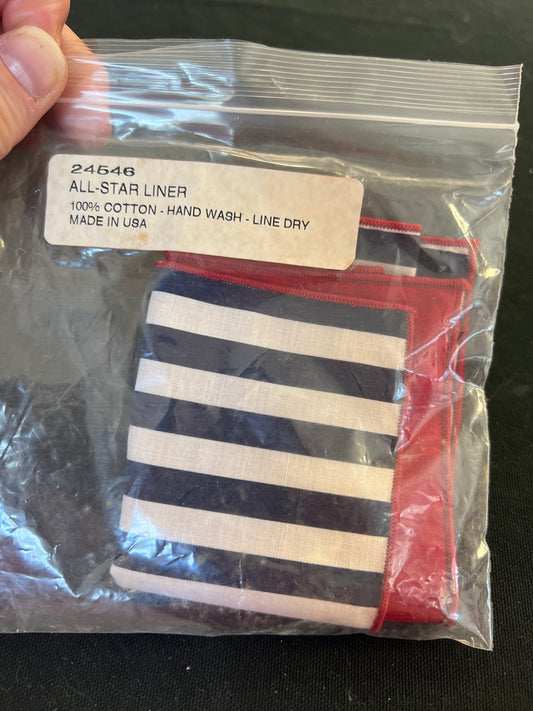 24546
ALL-STAR LINER
100% COTTON - HAND WASH - LINE DRY
MADE IN USA